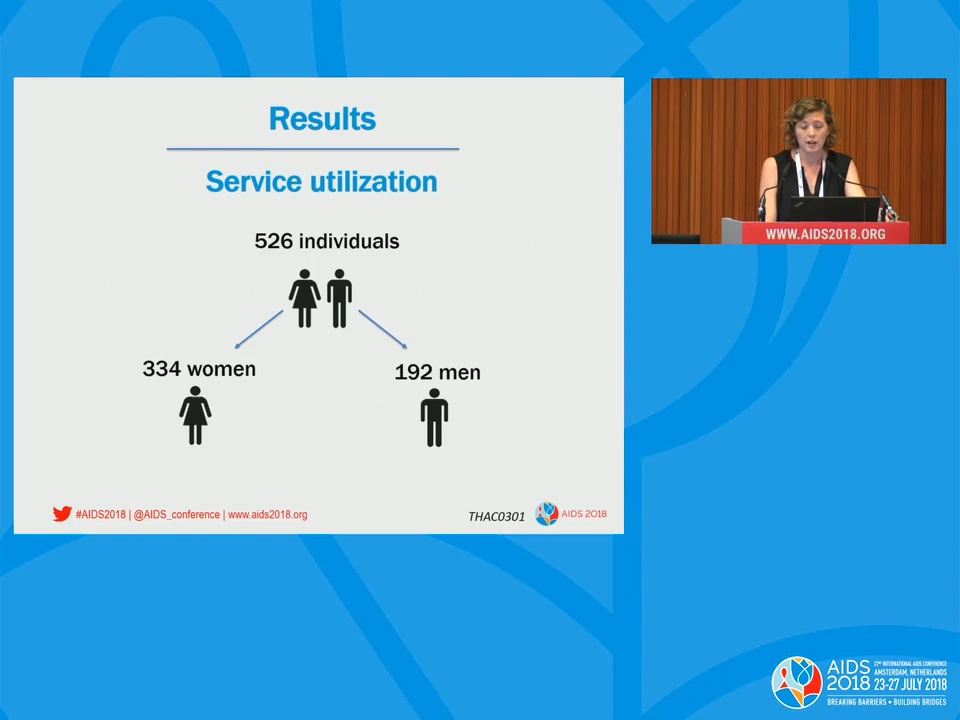 Results
Service utilization
526 individuals
334 women
192 men
#AIDS2018 | @AIDS_conference | www.aids2018.org
THAC0301
AIDS 2018
WWW.AIDS2018.ORG
AIDS
2018
22ND INTERNATIONAL AIDS CONFERENCE
AMSTERDAM, NETHERLANDS
23-27 JULY 2018
BREAKING BARRIERS • BUILDING BRIDGES